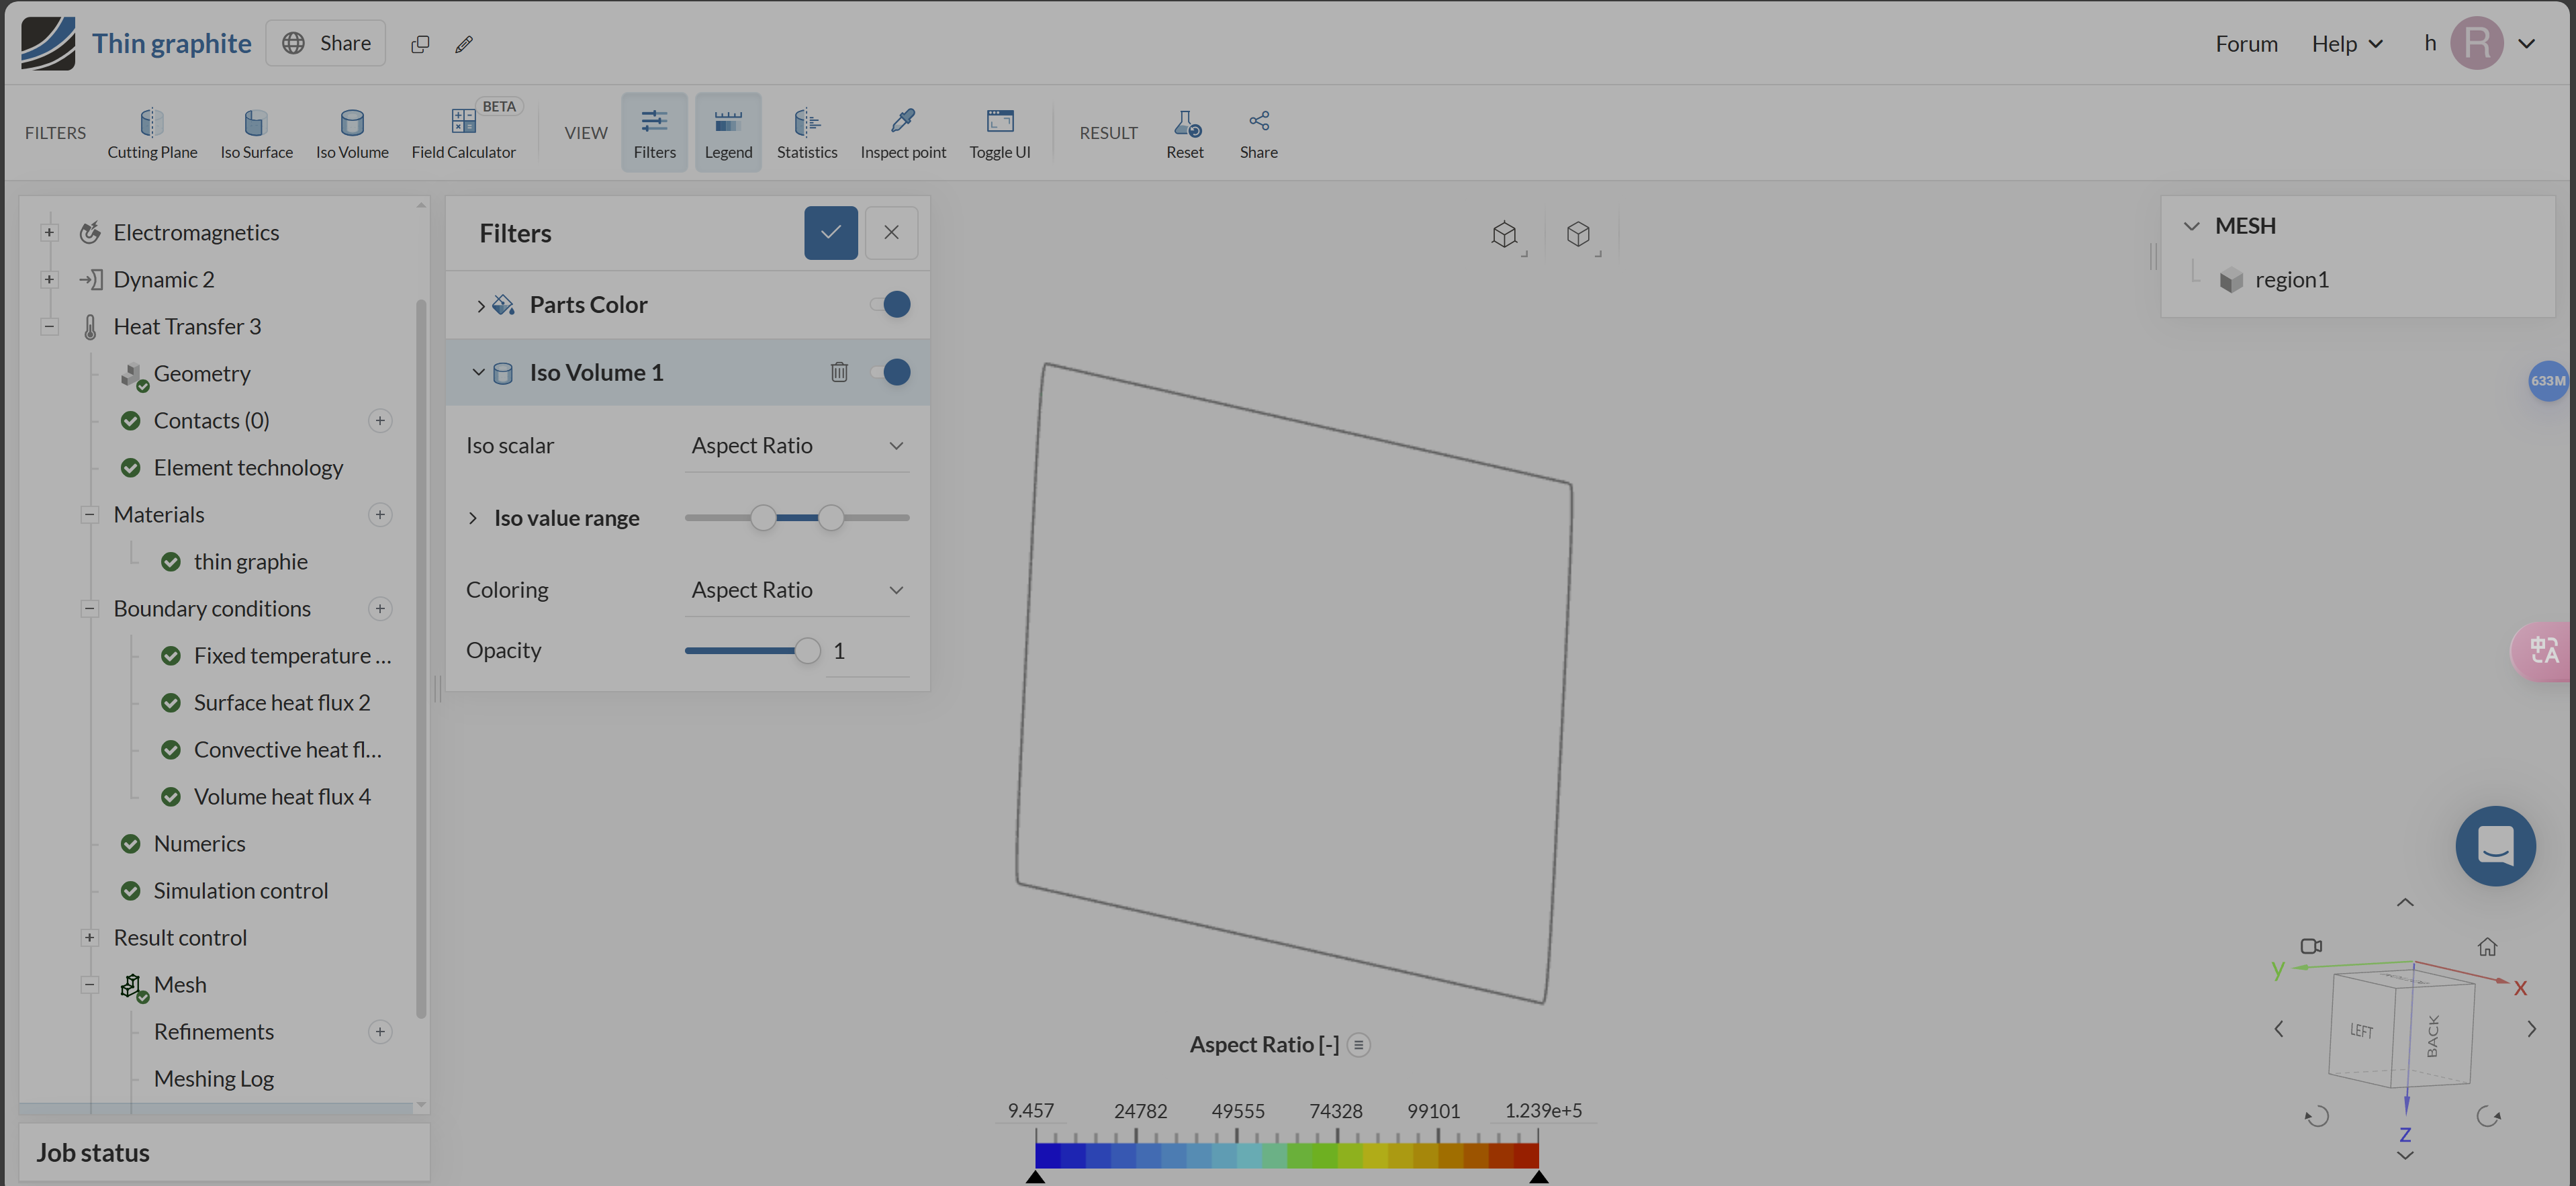 Thin graphite
Share
Forum
Help
h
R
FILTERS
Cutting Plane
Iso Surface
Iso Volume
BETA
Field Calculator
VIEW
Filters
Legend
Statistics
Inspect point
Toggle UI
RESULT
Reset
Share
Electromagnetics
Dynamic 2
Heat Transfer 3
Geometry
Contacts (0)
Element technology
Materials
thin graphie
Boundary conditions
Fixed temperature ...
Surface heat flux 2
Convective heat fl...
Volume heat flux 4
Numerics
Simulation control
Result control
Mesh
Refinements
Meshing Log
Job status
Filters
Parts Color
Iso Volume 1
Iso scalar Aspect Ratio
Iso value range
Coloring Aspect Ratio
Opacity 1
MESH
region1
633M
中A
Aspect Ratio [-]
9.457 24782 49555 74328 99101 1.239e+5
y
x
LEFT
BACK
z